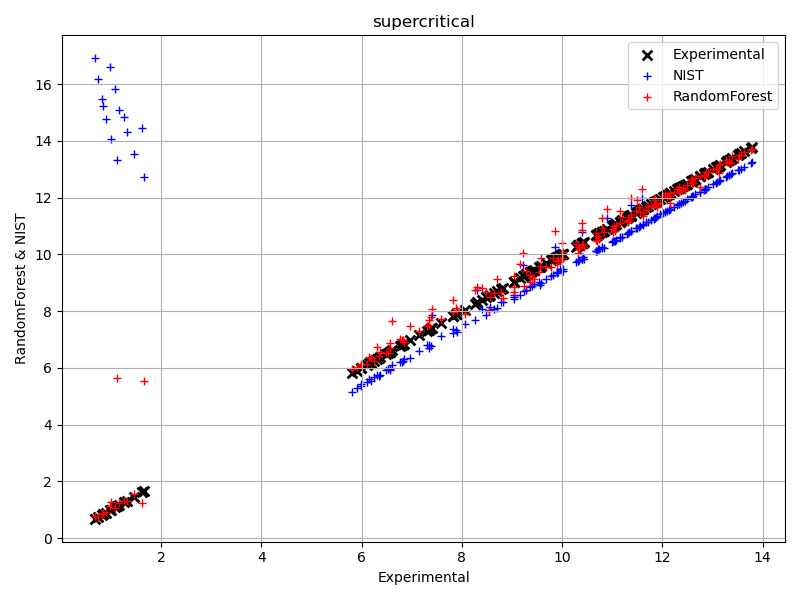 supercritical
Experimental
NIST
RandomForest
RandomForest & NIST
16
14
12
10
8
6
4
2
0
2 4 6 8 10 12 14
Experimental